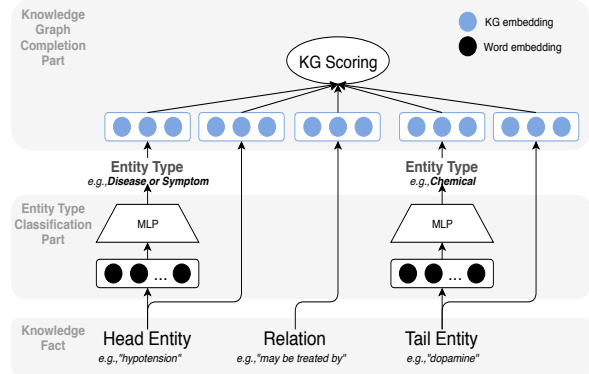 Knowledge
Graph
Completion
Part
KG embedding
Word embedding
KG Scoring
Entity Type
e.g.,Disease or Symptom
Entity Type
e.g.,Chemical
Entity Type
Classification
Part
MLP
MLP
...
...
Knowledge
Fact
Head Entity
e.g.,"hypotension"
Relation
e.g.,"may be treated by"
Tail Entity
e.g.,"dopamine"